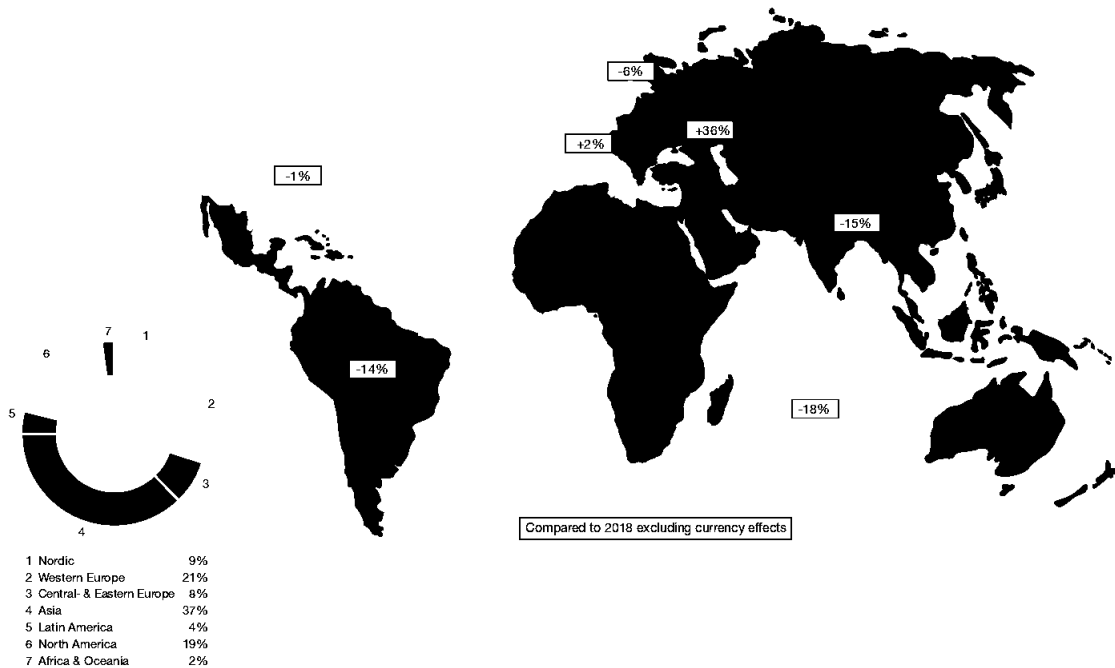 -6%
+36%
+2%
-1%
-15%
-14%
-18%
7
1
6
2
5
3
4
Compared to 2018 excluding currency effects
1 Nordic 9%
2 Western Europe 21%
3 Central- & Eastern Europe 8%
4 Asia 37%
5 Latin America 4%
6 North America 19%
7 Africa & Oceania 2%